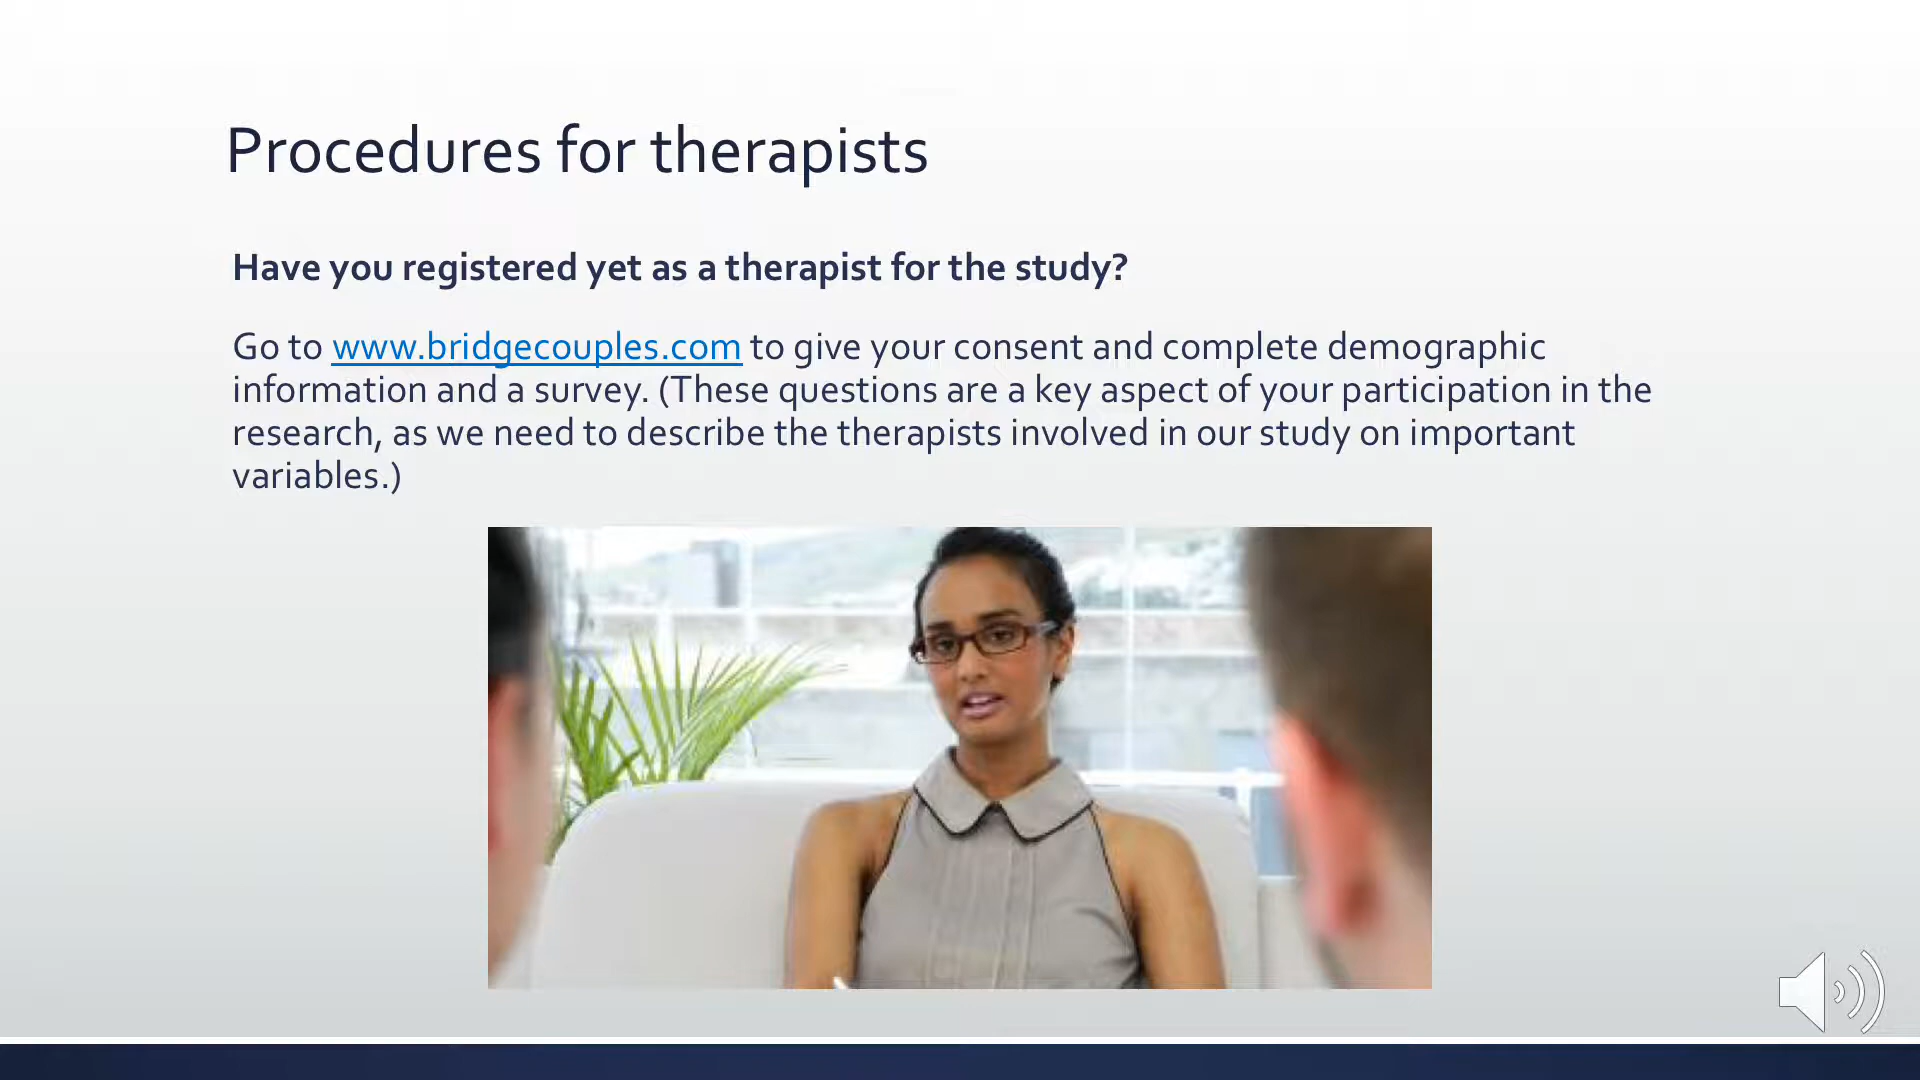 Procedures for therapists
Have you registered yet as a therapist for the study?
Go to www.bridgecouples.com to give your consent and complete demographic
information and a survey. (These questions are a key aspect of your participation in the
research, as we need to describe the therapists involved in our study on important
variables.)